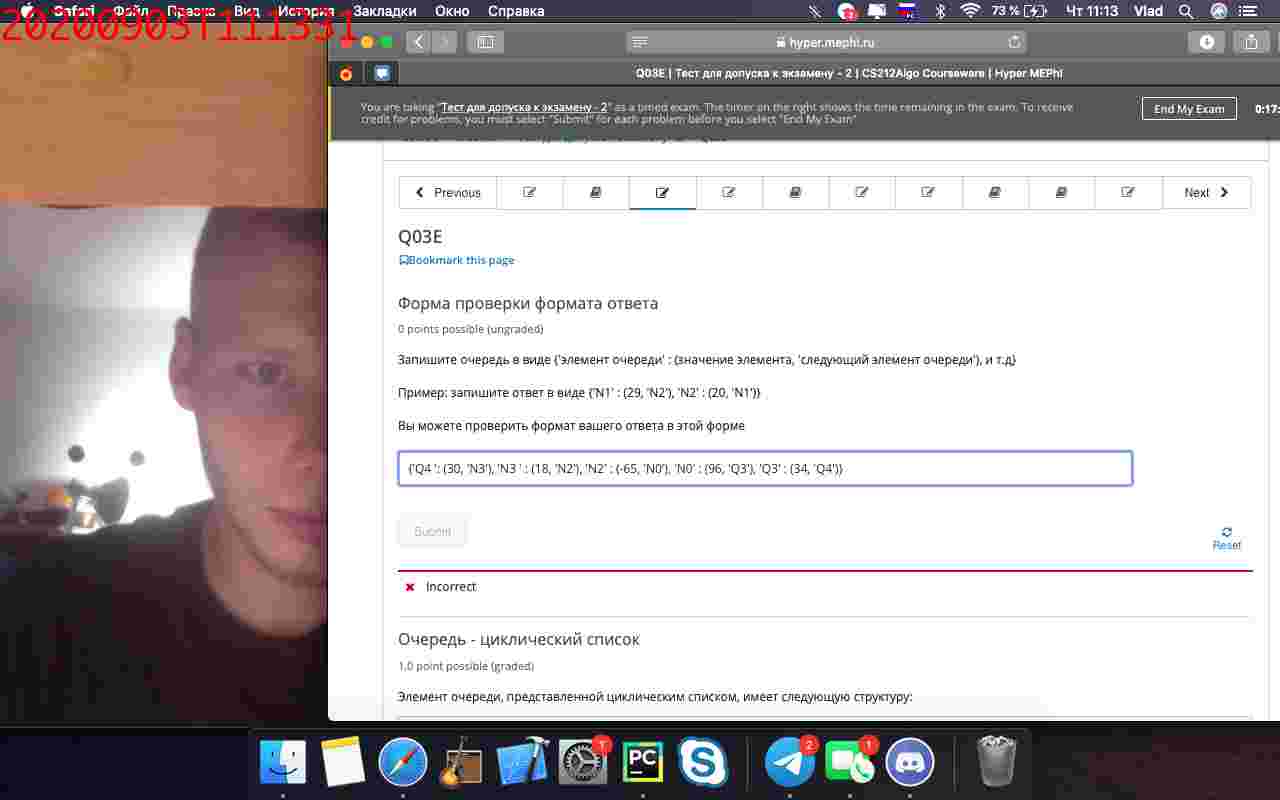 20200903T111331
Safari Файл Правка Вид История Закладки Окно Справка 73 % Чт 11:13 Vlad
hyper.mephi.ru
Q03E | Тест для допуска к экзамену - 2 | CS212Algo Courseware | Hyper MEPhI
You are taking "Тест для допуска к экзамену - 2" as a timed exam. The timer on the right shows the time remaining in the exam. To receive
credit for problems, you must select "Submit" for each problem before you select "End My Exam"
End My Exam
0:17:
Previous
Next
Q03E
Bookmark this page
Форма проверки формата ответа
0 points possible (ungraded)
Запишите очередь в виде {'элемент очереди' : (значение элемента, 'следующий элемент очереди'), и т.д}
Пример: запишите ответ в виде {'N1' : (29, 'N2'), 'N2' : (20, 'N1')}
Вы можете проверить формат вашего ответа в этой форме
{'Q4 ': (30, 'N3'), 'N3 ' : (18, 'N2'), 'N2' : (-65, 'N0'), 'N0' : (96, 'Q3'), 'Q3' : (34, 'Q4')}
Submit
Reset
Incorrect
Очередь - циклический список
1.0 point possible (graded)
Элемент очереди, представленной циклическим списком, имеет следующую структуру:
PC
2
1